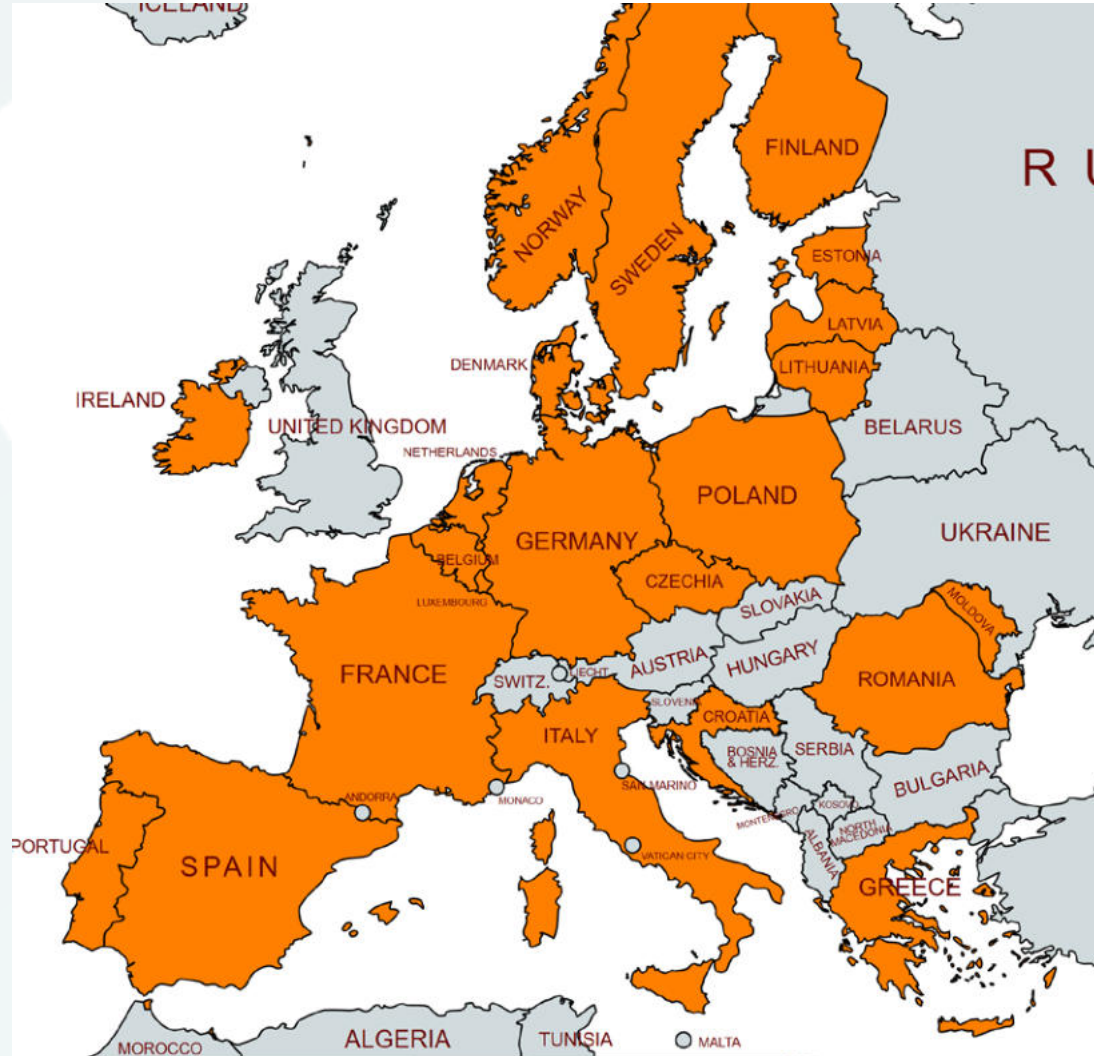 ICELAND
FINLAND
R U
NORWAY
SWEDEN
ESTONIA
LATVIA
DENMARK
LITHUANIA
IRELAND
UNITED KINGDOM
BELARUS
NETHERLANDS
POLAND
UKRAINE
GERMANY
BELGIUM
CZECHIA
LUXEMBOURG
SLOVAKIA
MOLDOVA
FRANCE
AUSTRIA
HUNGARY
LIECHT.
SWITZ.
ROMANIA
SLOVENIA
CROATIA
ITALY
BOSNIA
& HERZ.
SERBIA
BULGARIA
SAN MARINO
ANDORRA
MONACO
KOSOVO
MONTENEGRO
NORTH
MACEDONIA
ALBANIA
PORTUGAL
VATICAN CITY
SPAIN
GREECE
ALGERIA
TUNISIA
MALTA
MOROCCO